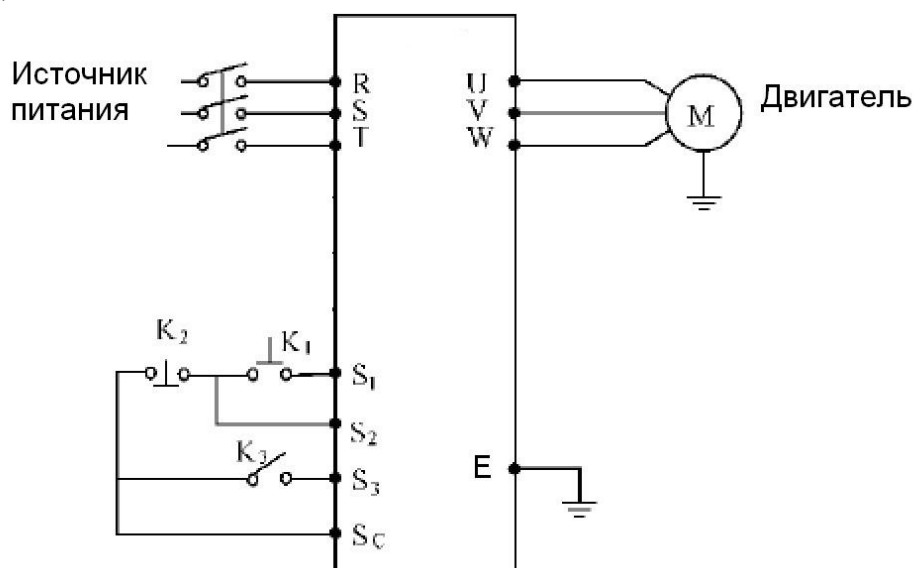 Источник
питания
R
S
T
U
V
W
M
Двигатель
K2
K1
S1
S2
K3
S3
SC
E